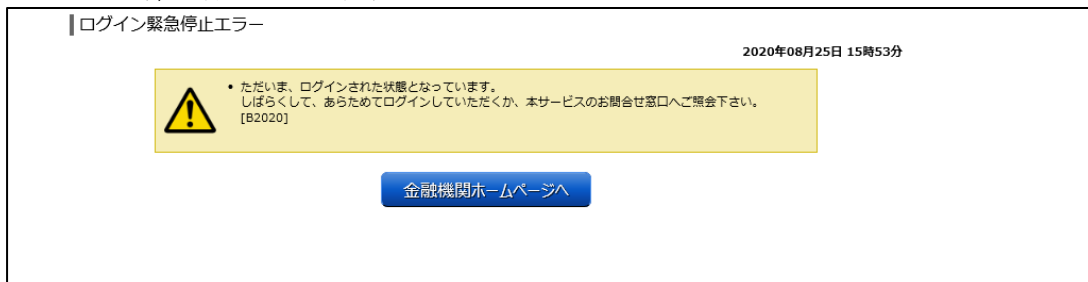 ログイン緊急停止エラー
2020年08月25日 15時53分
• ただいま、ログインされた状態となっています。
しばらくして、あらためてログインしていただくか、本サービスのお問合せ窓口へご照会下さい。
[B2020]
金融機関ホームページへ